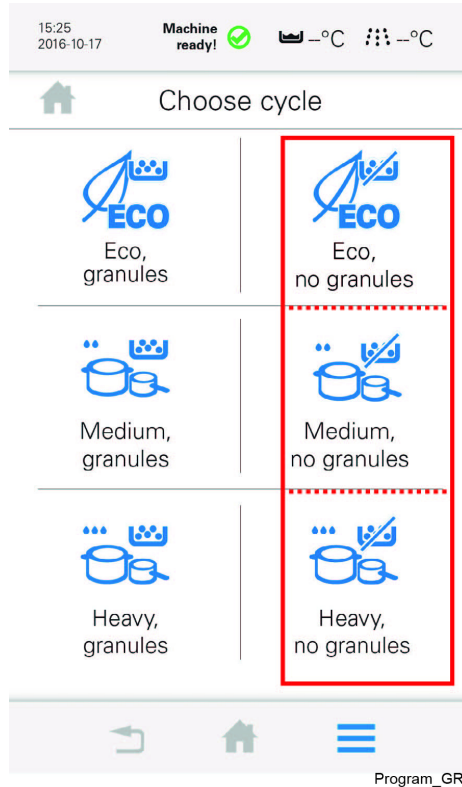 15:25
2016-10-17
Machine
ready!
--°C
--°C
Choose cycle
ECO
Eco,
granules
ECO
Eco,
no granules
Medium,
granules
Medium,
no granules
Heavy,
granules
Heavy,
no granules
Program_GR